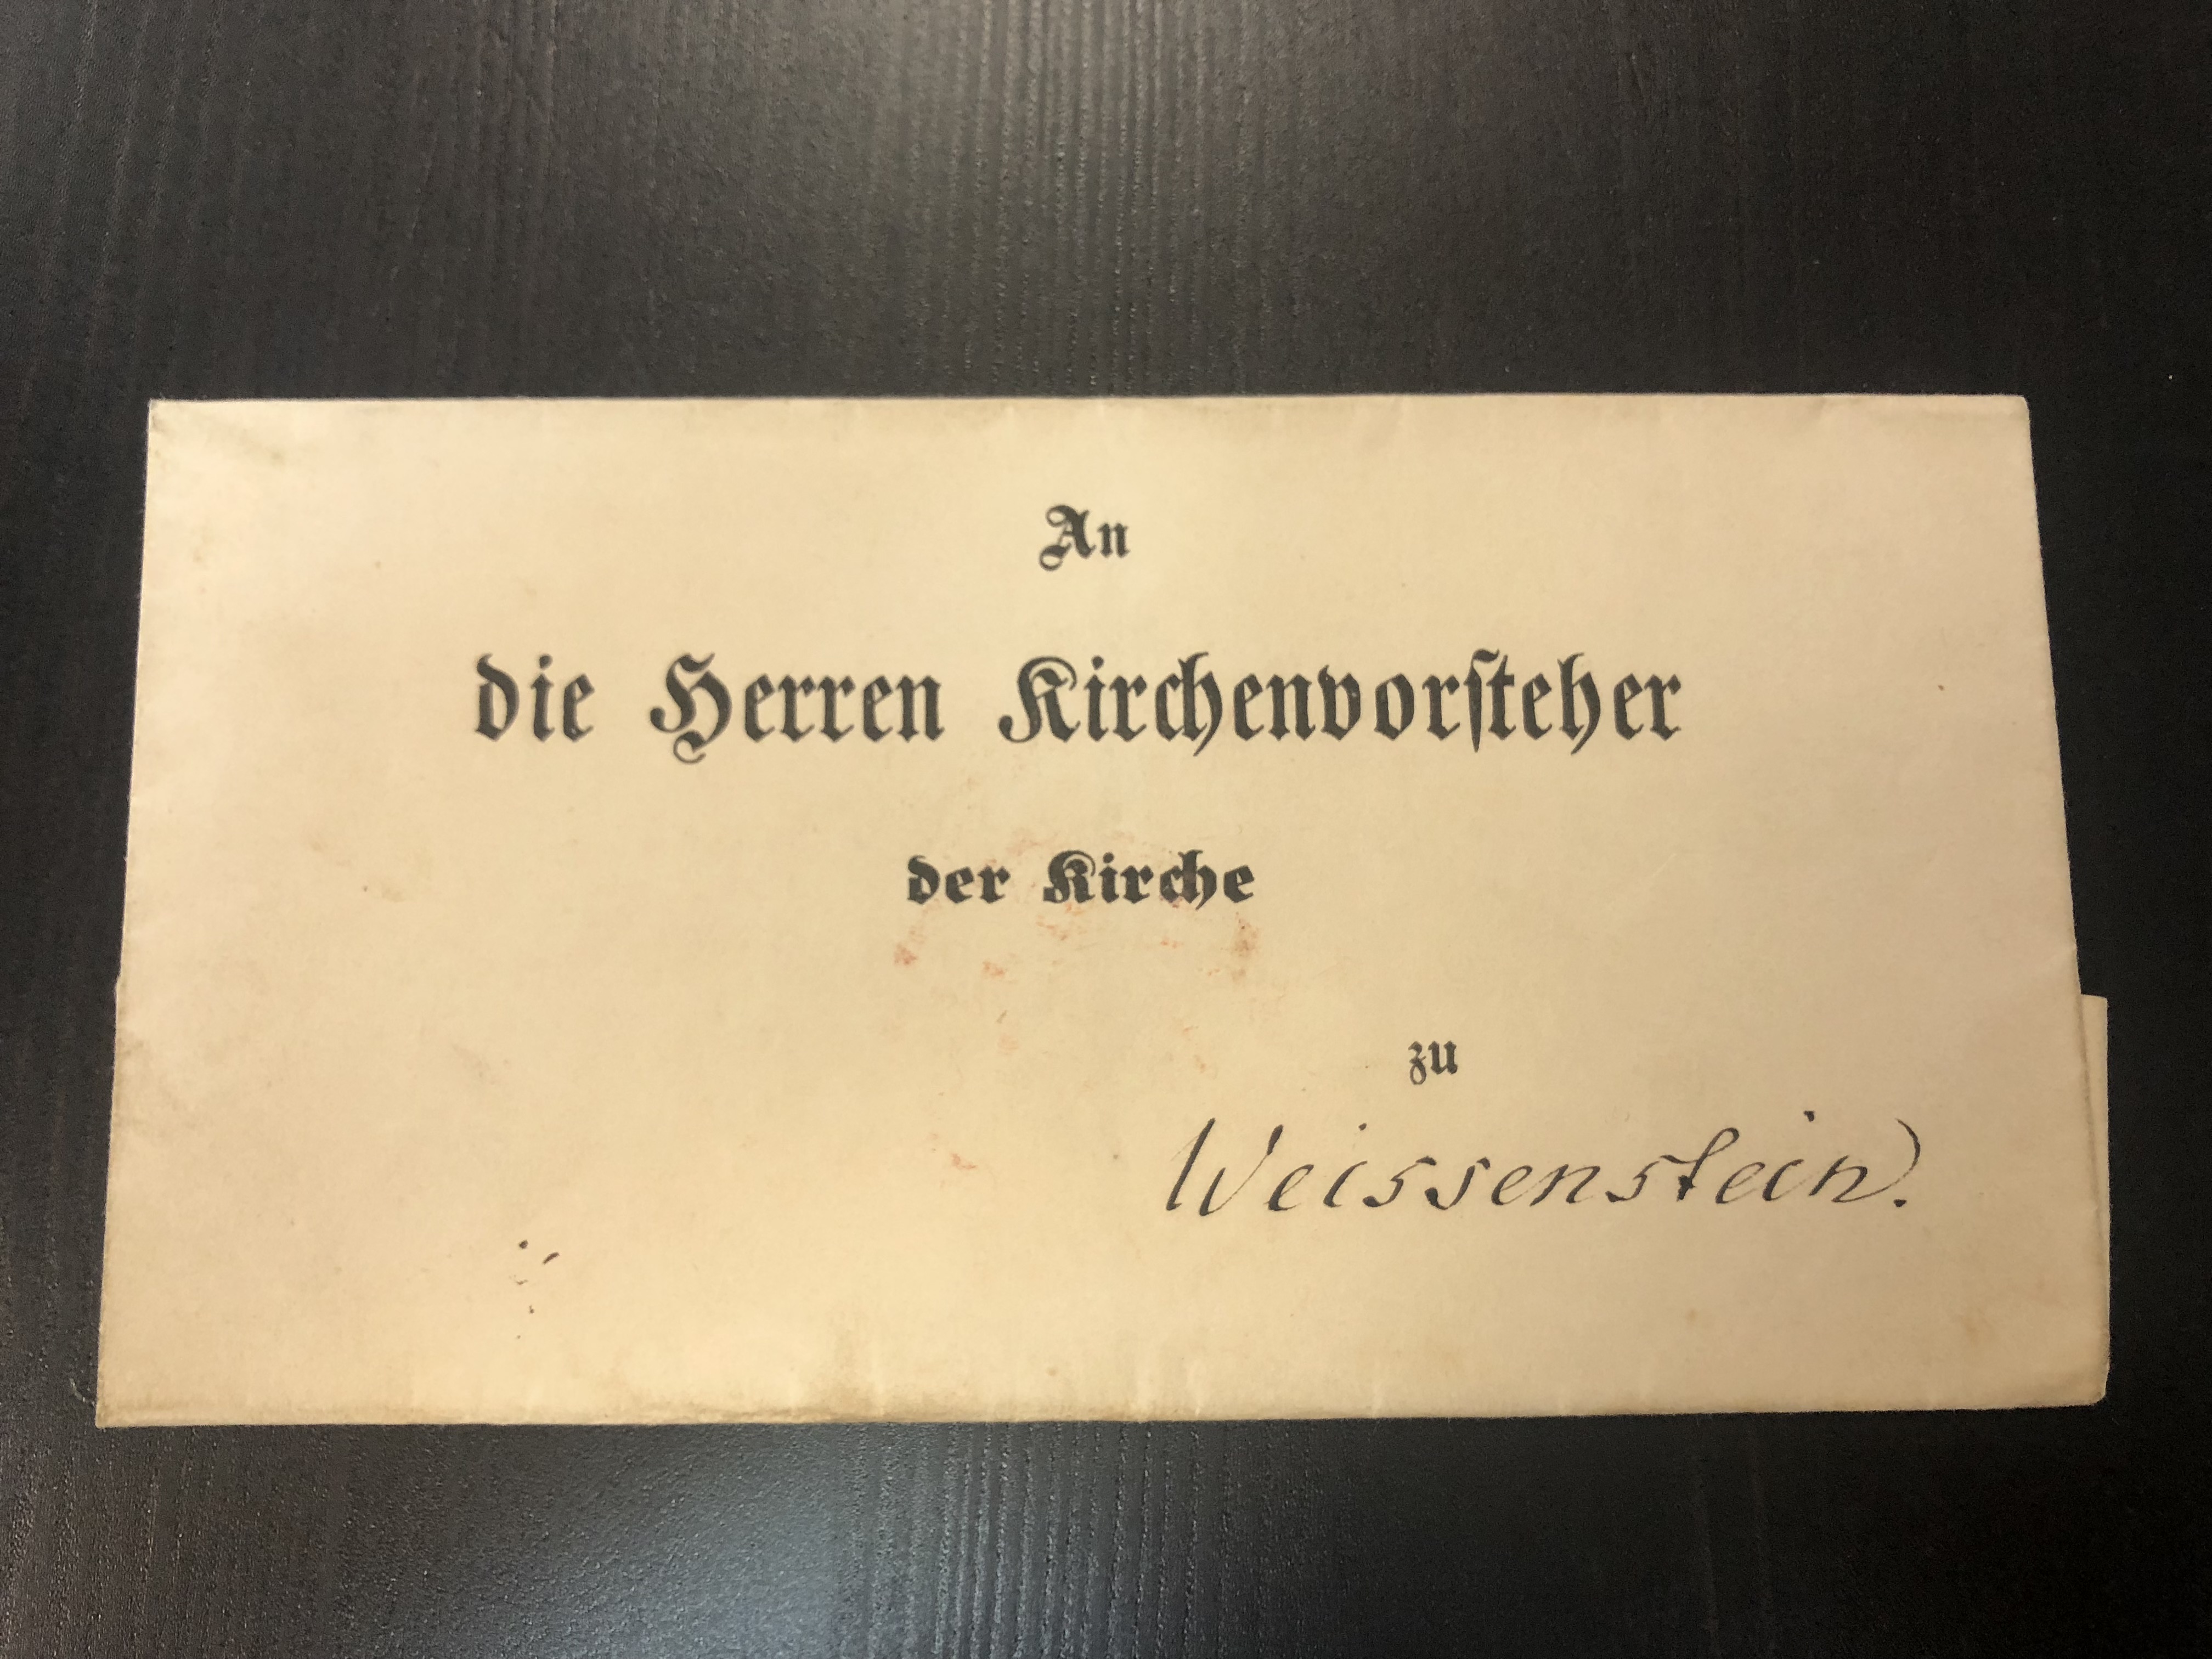 An
die Herren Kirchenvorſteher
der Kirche
zu
Weissenstein.